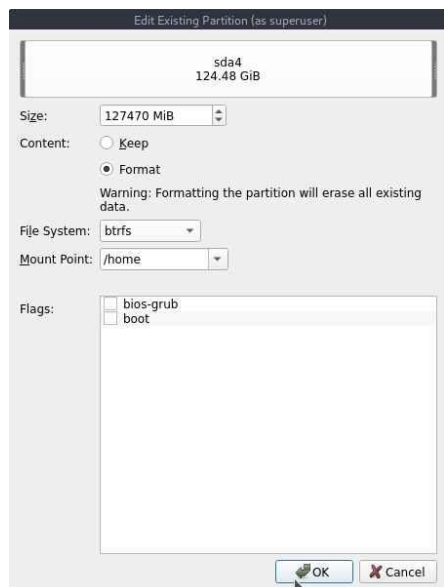 Edit Existing Partition (as superuser)
sda4
124.48 GiB
Size: 127470 MiB
Content: Keep
Format
Warning: Formatting the partition will erase all existing
data.
File System: btrfs
Mount Point: /home
Flags: bios-grub
boot
OK Cancel